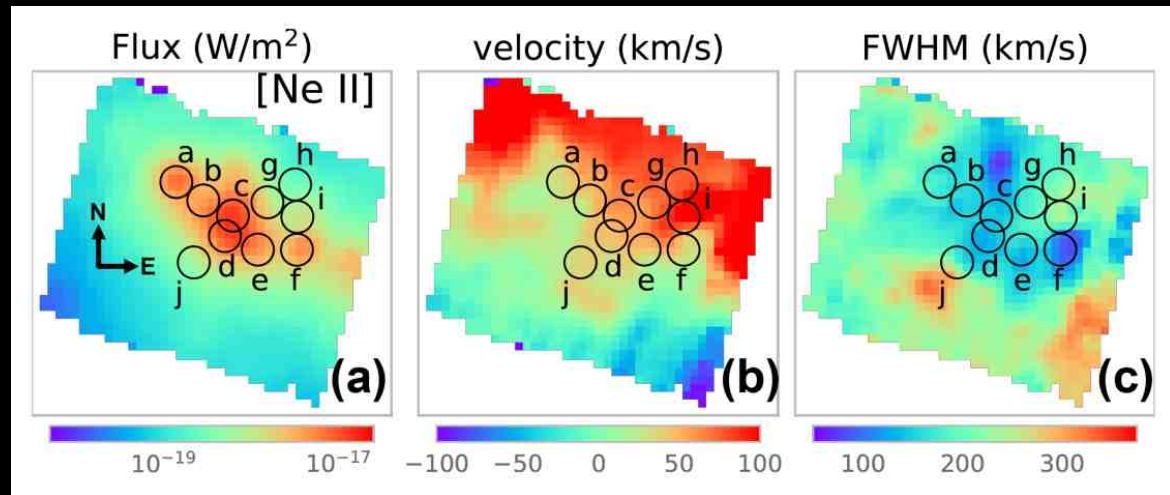 Flux (W/m²)
[Ne II]
a
b
c
g
h
i
d
e
f
j
N
E
(a)
10⁻¹⁹
10⁻¹⁷
velocity (km/s)
a
b
c
g
h
i
d
e
f
j
(b)
−100
−50
0
50
100
FWHM (km/s)
a
b
c
g
h
i
d
e
f
j
(c)
100
200
300